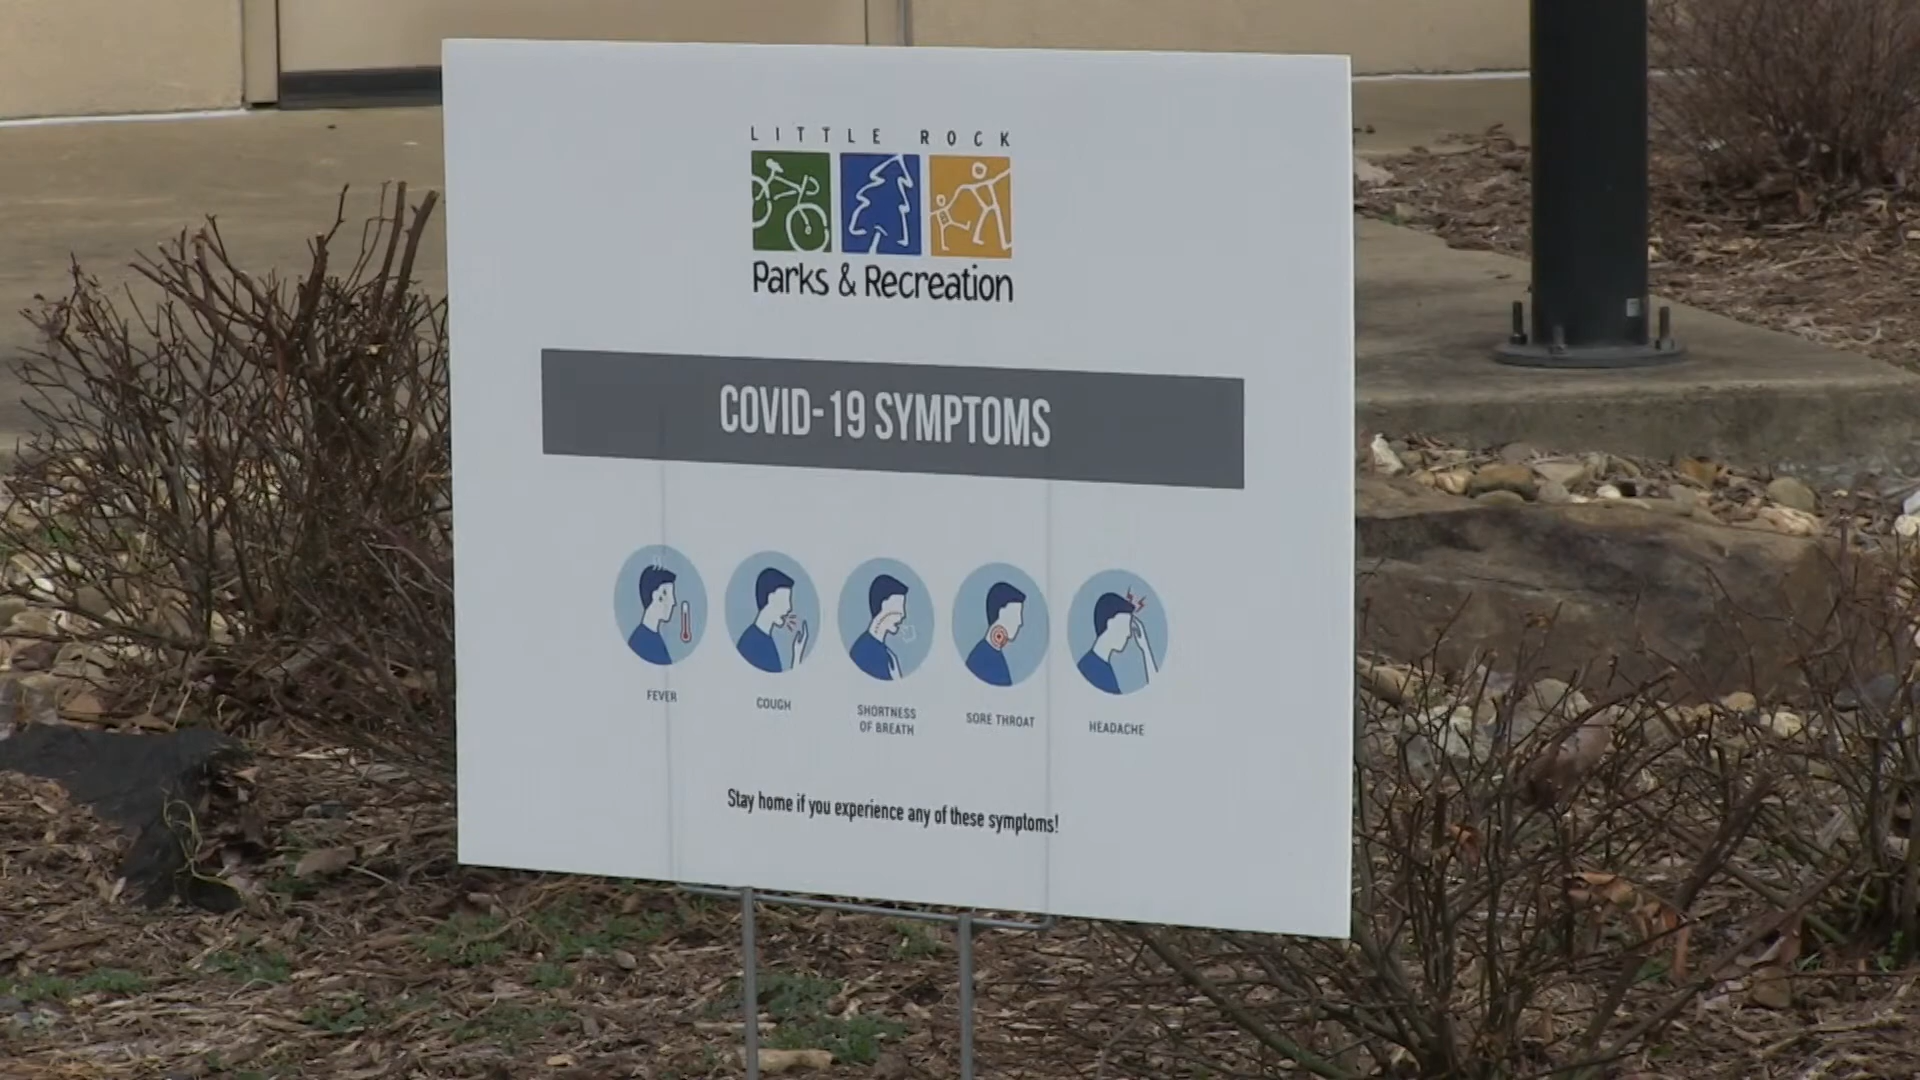 LITTLE ROCK
Parks & Recreation
COVID-19 SYMPTOMS
FEVER
COUGH
SHORTNESS
OF BREATH
SORE THROAT
HEADACHE
Stay home if you experience any of these symptoms!